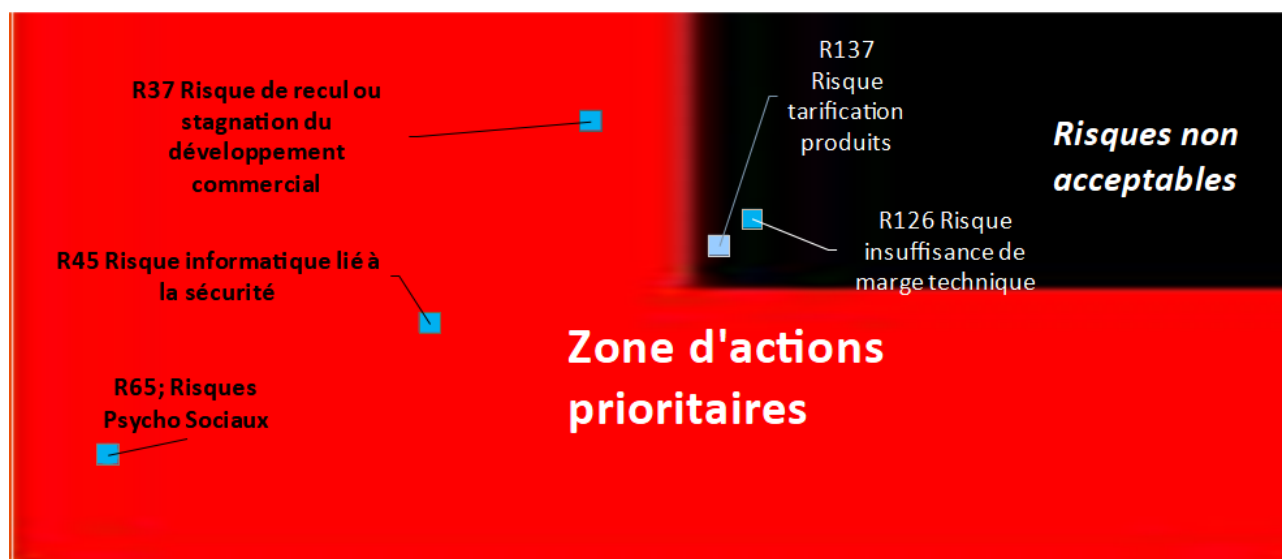 R37 Risque de recul ou
stagnation du
développement
commercial
R137
Risque
tarification
produits
Risques non
acceptables
R126 Risque
insuffisance de
marge technique
R45 Risque informatique lié à
la sécurité
Zone d'actions
prioritaires
R65; Risques
Psycho Sociaux